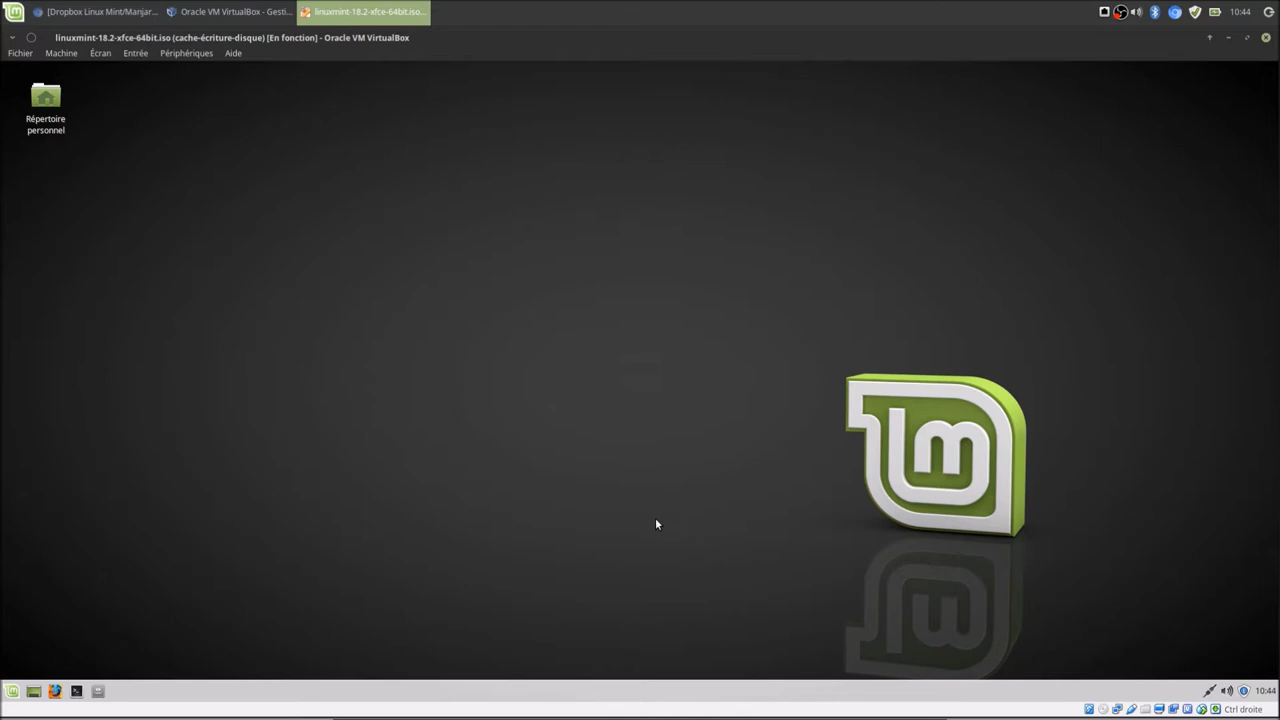 [Dropbox Linux Mint/Manjar...
Oracle VM VirtualBox - Gesti...
linuxmint-18.2-xfce-64bit.iso...
10:44
linuxmint-18.2-xfce-64bit.iso (cache-écriture-disque) [En fonction] - Oracle VM VirtualBox
Fichier Machine Écran Entrée Périphériques Aide
Répertoire
personnel
lm
10:44
Ctrl droite